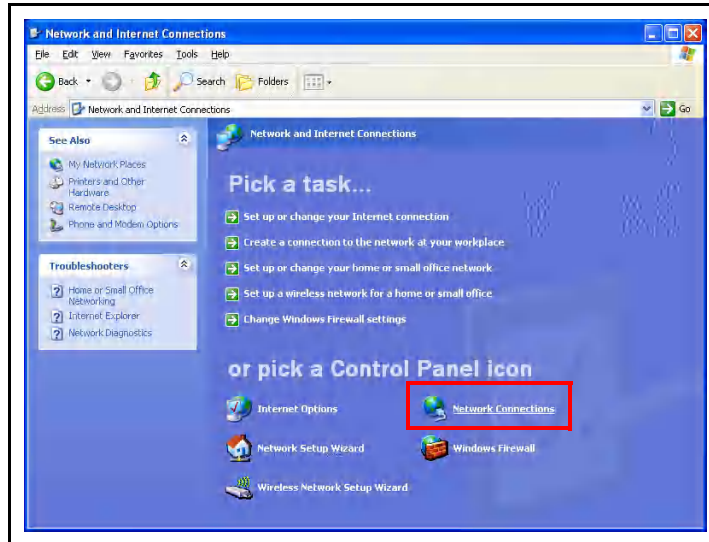 Network and Internet Connections
File Edit View Favorites Tools Help
Back Search Folders
Address Network and Internet Connections Go
See Also
My Network Places
Printers and Other
Hardware
Remote Desktop
Phone and Modem Options
Troubleshooters
Home or Small Office
Networking
Internet Explorer
Network Diagnostics
Network and Internet Connections
Pick a task...
Set up or change your Internet connection
Create a connection to the network at your workplace
Set up or change your home or small office network
Set up a wireless network for a home or small office
Change Windows Firewall settings
or pick a Control Panel icon
Internet Options Network Connections
Network Setup Wizard Windows Firewall
Wireless Network Setup Wizard